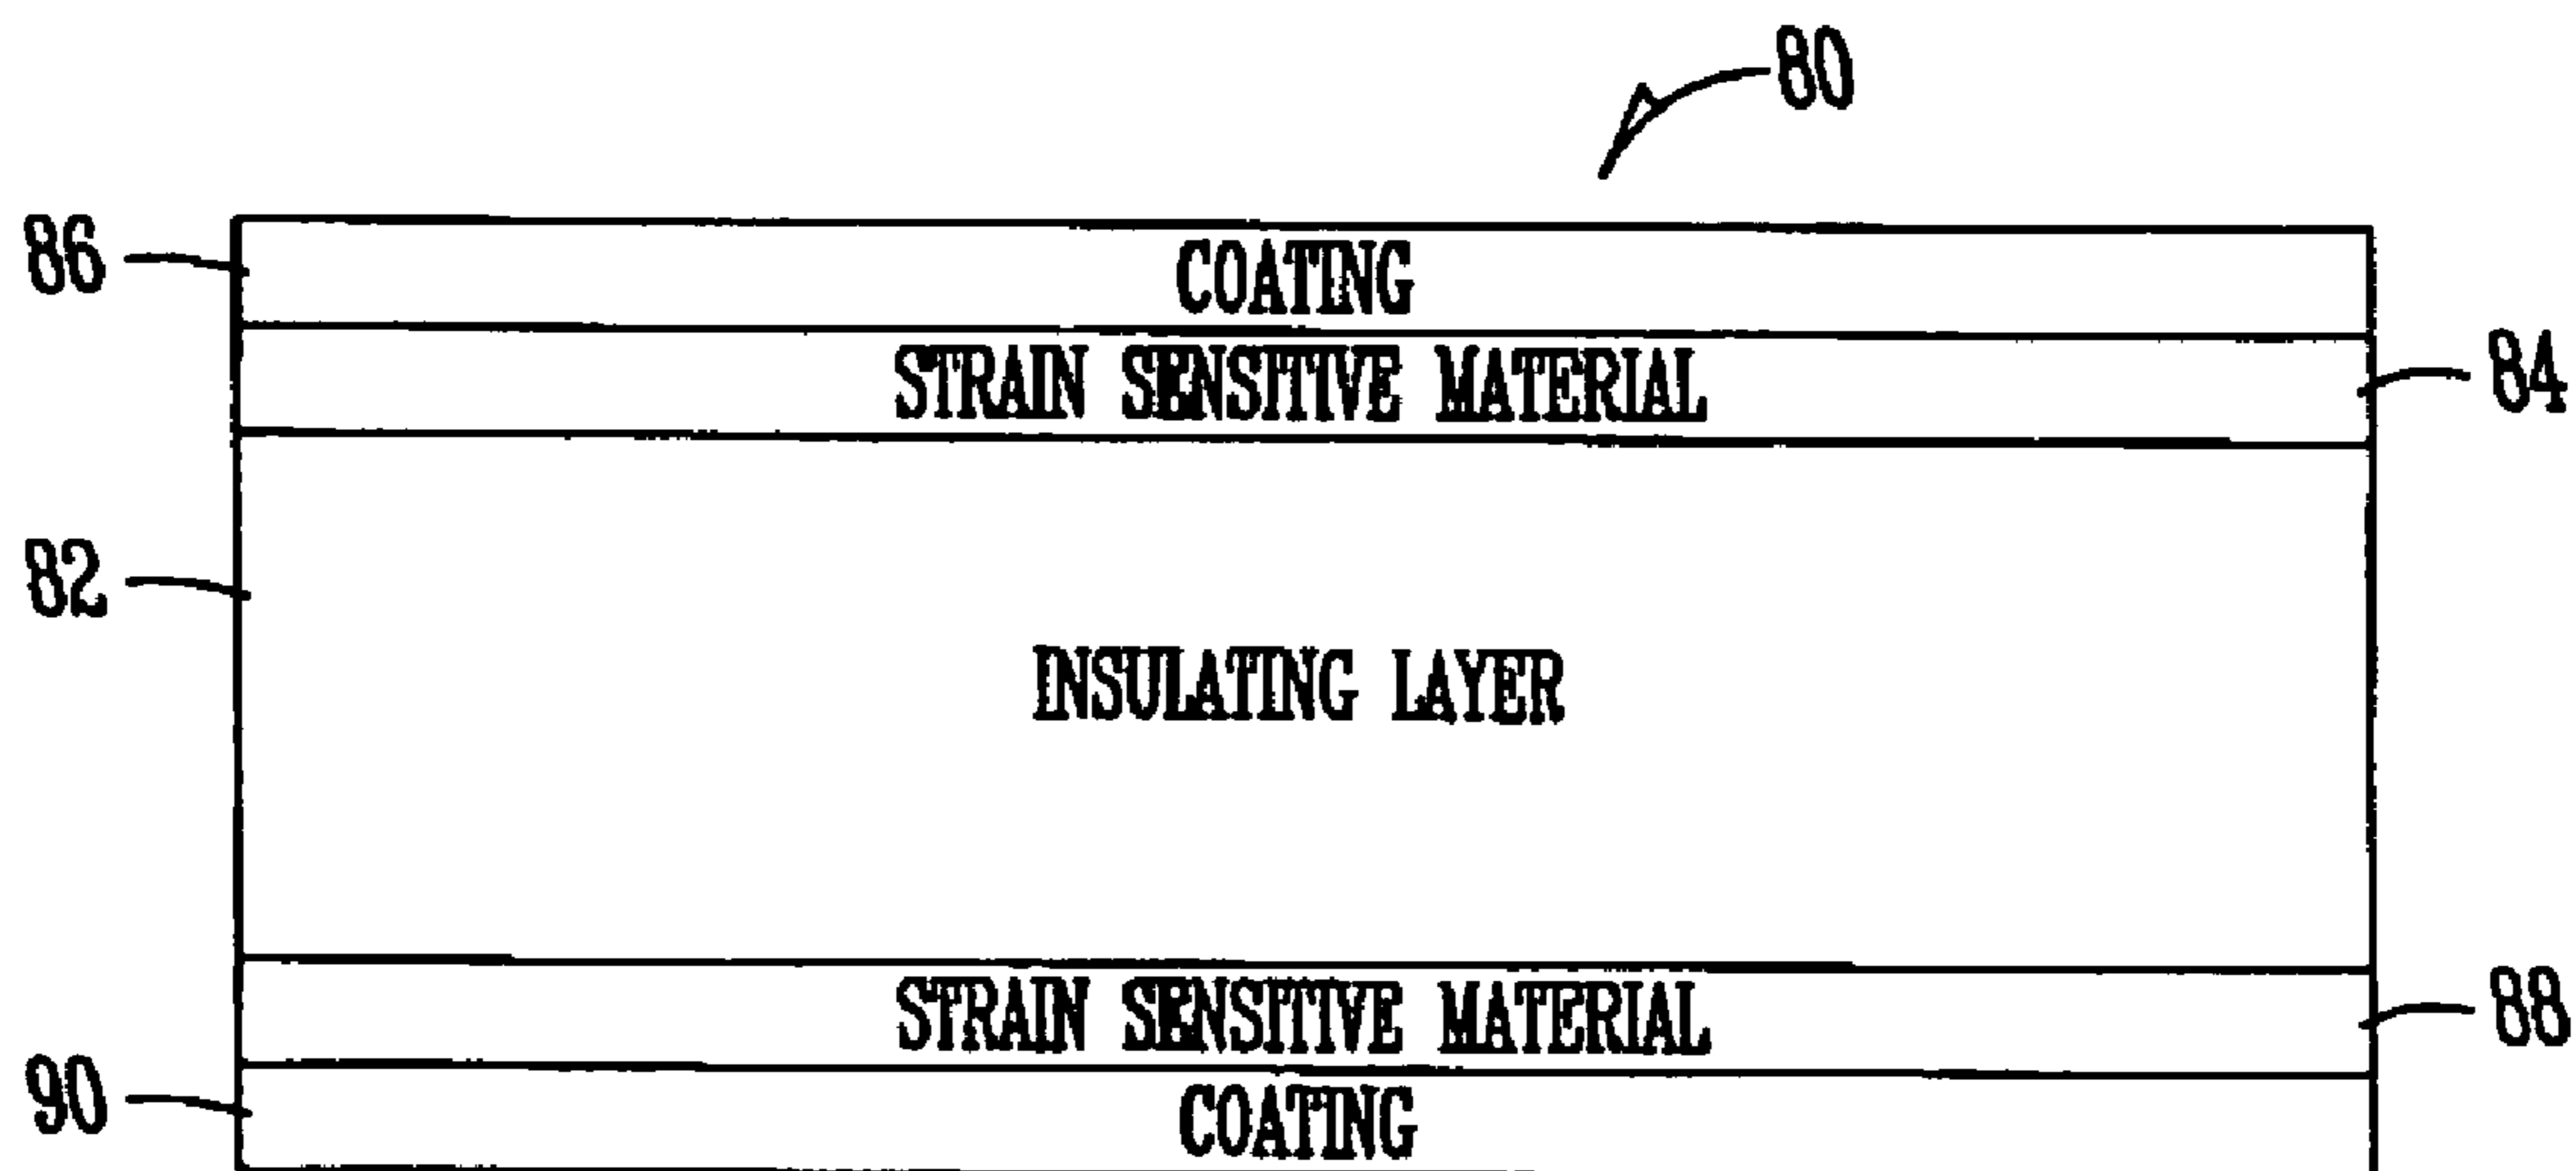 80
86
COATING
STRAIN SENSITIVE MATERIAL
84
82
INSULATING LAYER
STRAIN SENSITIVE MATERIAL
88
90
COATING